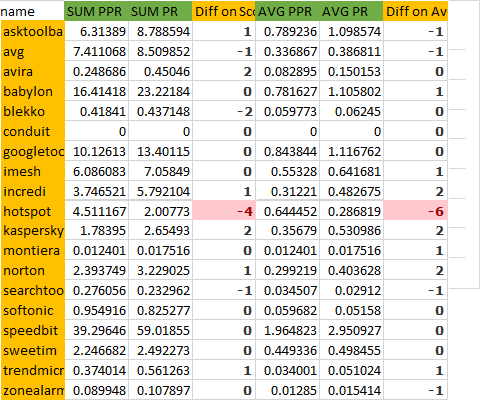 name SUM PPR SUM PR Diff on Sco AVG PPR AVG PR Diff on Av
asktoolba 6.31389 8.788594 1 0.789236 1.098574 -1
avg 7.411068 8.509852 -1 0.336867 0.386811 -1
avira 0.248686 0.45046 2 0.082895 0.150153 0
babylon 16.41418 23.22184 0 0.781627 1.105802 1
blekko 0.41841 0.437148 -2 0.059773 0.06245 0
conduit 0 0 0 0 0 0
googletoc 10.12613 13.40115 0 0.843844 1.116762 0
imesh 6.086083 7.05849 0 0.55328 0.641681 1
incredi 3.746521 5.792104 1 0.31221 0.482675 2
hotspot 4.511167 2.00773 -4 0.644452 0.286819 -6
kaspersky 1.78395 2.65493 2 0.35679 0.530986 2
montiera 0.012401 0.017516 0 0.012401 0.017516 1
norton 2.393749 3.229025 1 0.299219 0.403628 2
searchtoo 0.276056 0.232962 -1 0.034507 0.02912 -1
softonic 0.954916 0.825277 0 0.059682 0.05158 0
speedbit 39.29646 59.01855 0 1.964823 2.950927 0
sweetim 2.246682 2.492273 0 0.449336 0.498455 0
trendmicr 0.374014 0.561263 1 0.034001 0.051024 1
zonealarm 0.089948 0.107897 0 0.01285 0.015414 -1